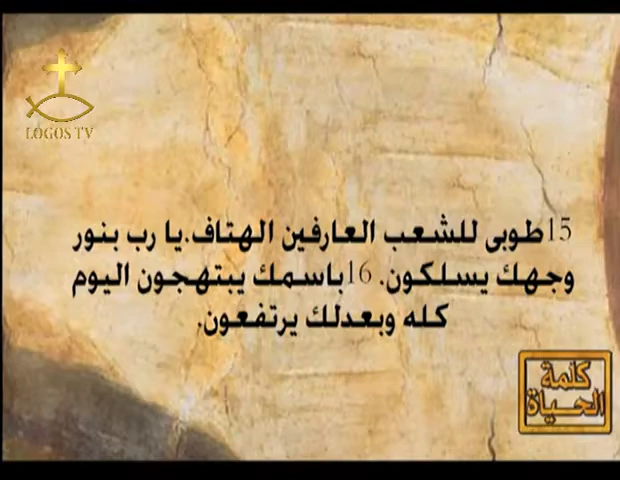 LOGOS TV
15طوبى للشعب العارفين الهتاف.يا رب بنور
وجهك يسلكون. 16باسمك يبتهجون اليوم
كله وبعدلك يرتفعون.
كلمة
الحياة